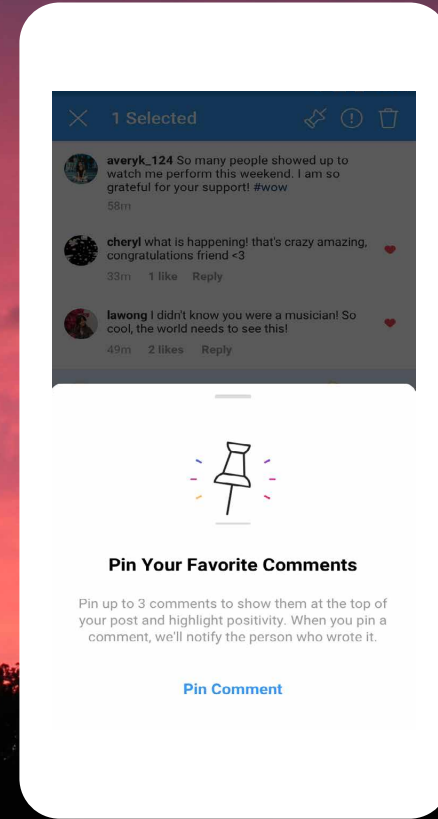 1 Selected
averyk_124 So many people showed up to
watch me perform this weekend. I am so
grateful for your support! #wow
58m
cheryl what is happening! that's crazy amazing,
congratulations friend <3
33m 1 like Reply
lawong I didn't know you were a musician! So
cool, the world needs to see this!
49m 2 likes Reply
Pin Your Favorite Comments
Pin up to 3 comments to show them at the top of
your post and highlight positivity. When you pin a
comment, we'll notify the person who wrote it.
Pin Comment